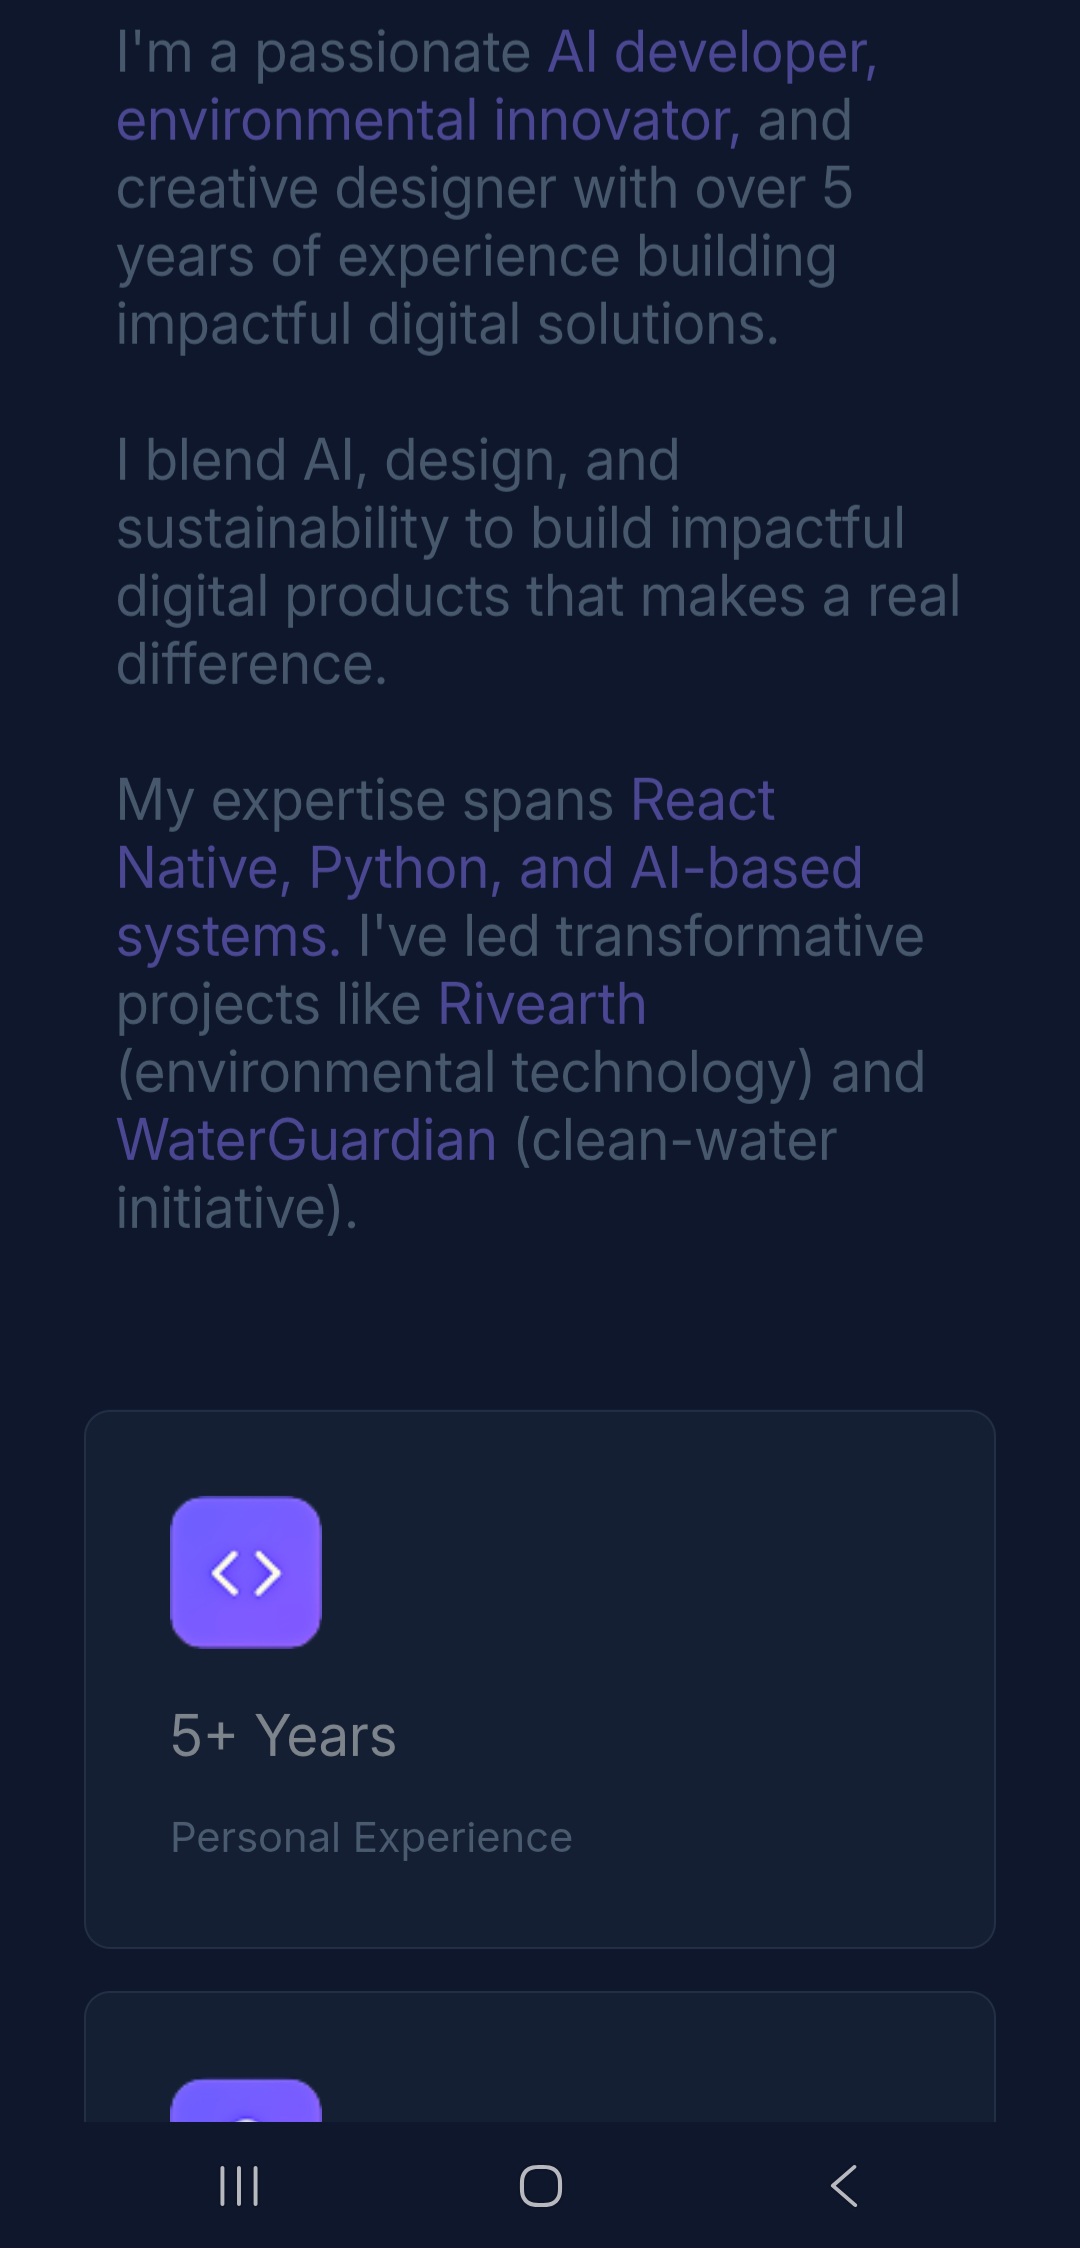 I'm a passionate AI developer,
environmental innovator, and
creative designer with over 5
years of experience building
impactful digital solutions.
I blend AI, design, and
sustainability to build impactful
digital products that makes a real
difference.
My expertise spans React
Native, Python, and AI-based
systems. I've led transformative
projects like Rivearth
(environmental technology) and
WaterGuardian (clean-water
initiative).
5+ Years
Personal Experience